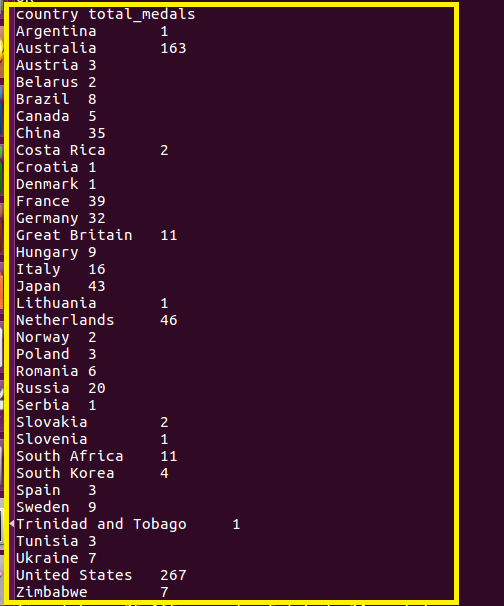 country total_medals
Argentina 1
Australia 163
Austria 3
Belarus 2
Brazil 8
Canada 5
China 35
Costa Rica 2
Croatia 1
Denmark 1
France 39
Germany 32
Great Britain 11
Hungary 9
Italy 16
Japan 43
Lithuania 1
Netherlands 46
Norway 2
Poland 3
Romania 6
Russia 20
Serbia 1
Slovakia 2
Slovenia 1
South Africa 11
South Korea 4
Spain 3
Sweden 9
Trinidad and Tobago 1
Tunisia 3
Ukraine 7
United States 267
Zimbabwe 7